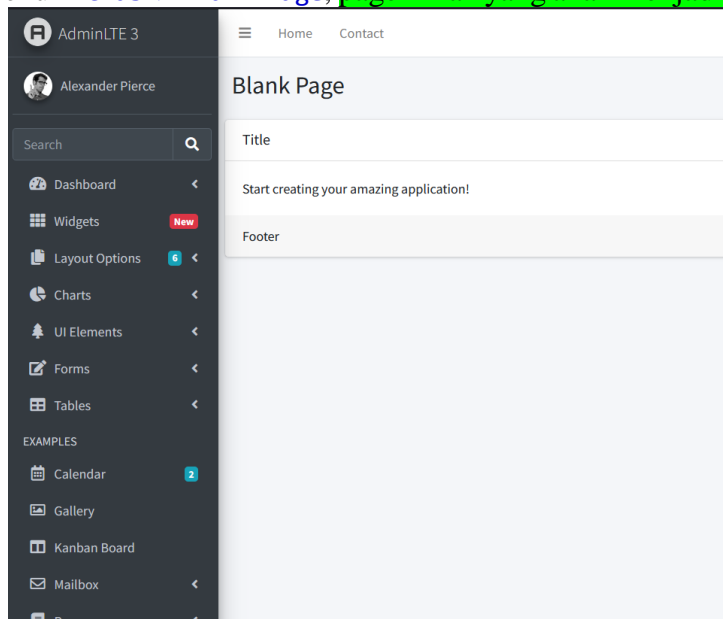 AdminLTE 3
Home Contact
Alexander Pierce
Blank Page
Search
Title
Dashboard
Start creating your amazing application!
Widgets New
Footer
Layout Options 6
Charts
UI Elements
Forms
Tables
EXAMPLES
Calendar 2
Gallery
Kanban Board
Mailbox